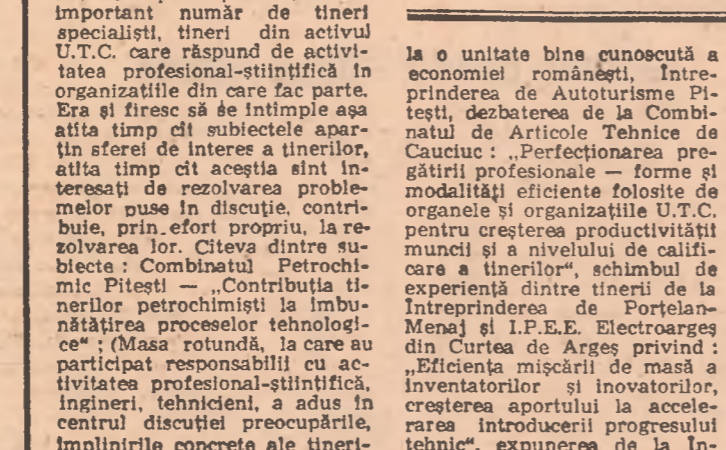 important număr de tineri
specialiști, tineri din activul
U.T.C. care răspund de activi-
tatea profesional-științifică în
organizațiile din care fac parte.
Era și firesc să se întîmple așa
atîta timp cît subiectele apar-
țin sferei de interes a tinerilor,
atîta timp cît aceștia sînt in-
teresați de rezolvarea proble-
melor puse în discuție, contri-
buie, prin efort propriu, la re-
zolvarea lor. Citeva dintre su-
biecte : Combinatul Petrochi-
mic Pitești — „Contribuția ti-
nerilor petrochimiști la îmbu-
nătățirea proceselor tehnologi-
ce“ ; (Masa rotundă, la care au
participat responsabilii cu ac-
tivitatea profesional-științifică,
ingineri, tehnicieni, a adus în
centrul discuției preocupările,
împlinirile concrete ale tineri-
la o unitate bine cunoscută a
economiei românești, Între-
prinderea de Autoturisme Pi-
tești, dezbaterea de la Combi-
natul de Articole Tehnice de
Cauciuc : „Perfecționarea pre-
gătirii profesionale — forme și
modalități eficiente folosite de
organele și organizațiile U.T.C.
pentru creșterea productivității
muncii și a nivelului de califi-
care a tinerilor“, schimbul de
experiență dintre tinerii de la
Întreprinderea de Porțelan-
Menaj și I.P.E.E. Electroargeș
din Curtea de Argeș privind :
„Eficiența mișcării de masă a
inventatorilor și inovatorilor,
creșterea aportului la accele-
rarea introducerii progresului
tehnic“, expunerea de la În-